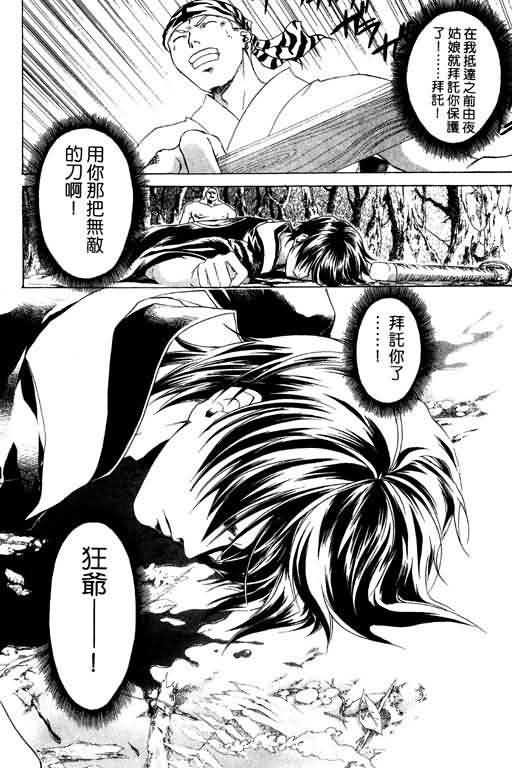 在我抵達之前由夜
姑娘就拜託你保護
了！……拜託！
用你那把無敵
的刀啊！
拜託你了
……！
狂爺──！